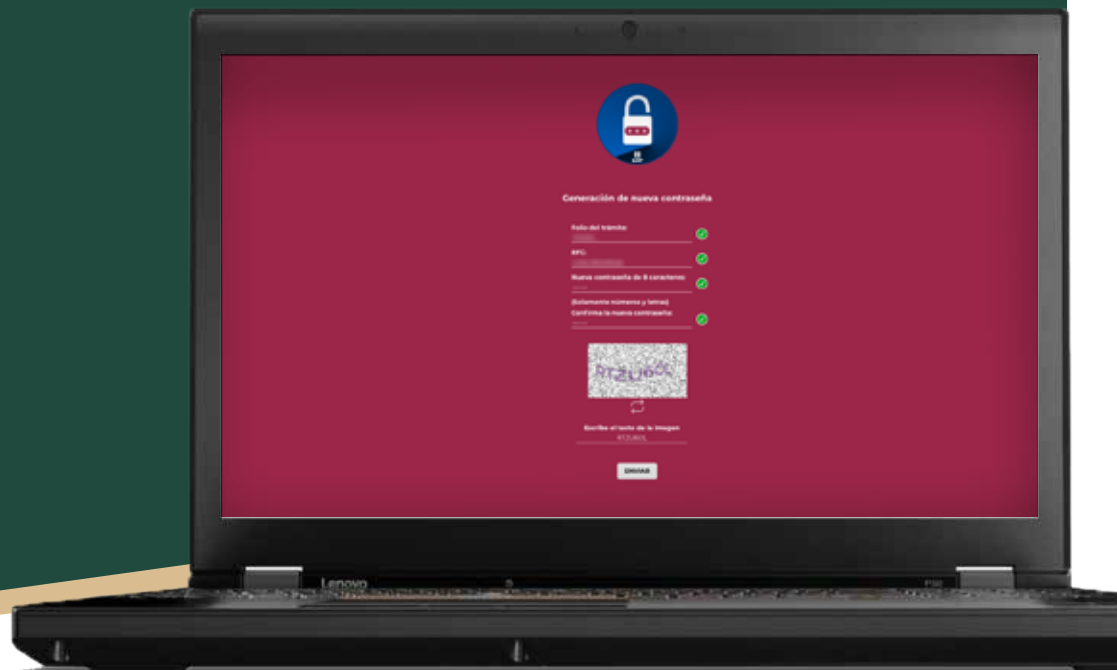 SAT
Generación de nueva contraseña
Folio del trámite:
RFC:
Nueva contraseña de 8 caracteres:
(Solamente números y letras)
Confirma la nueva contraseña:
Escribe el texto de la imagen
ENVIAR
Lenovo